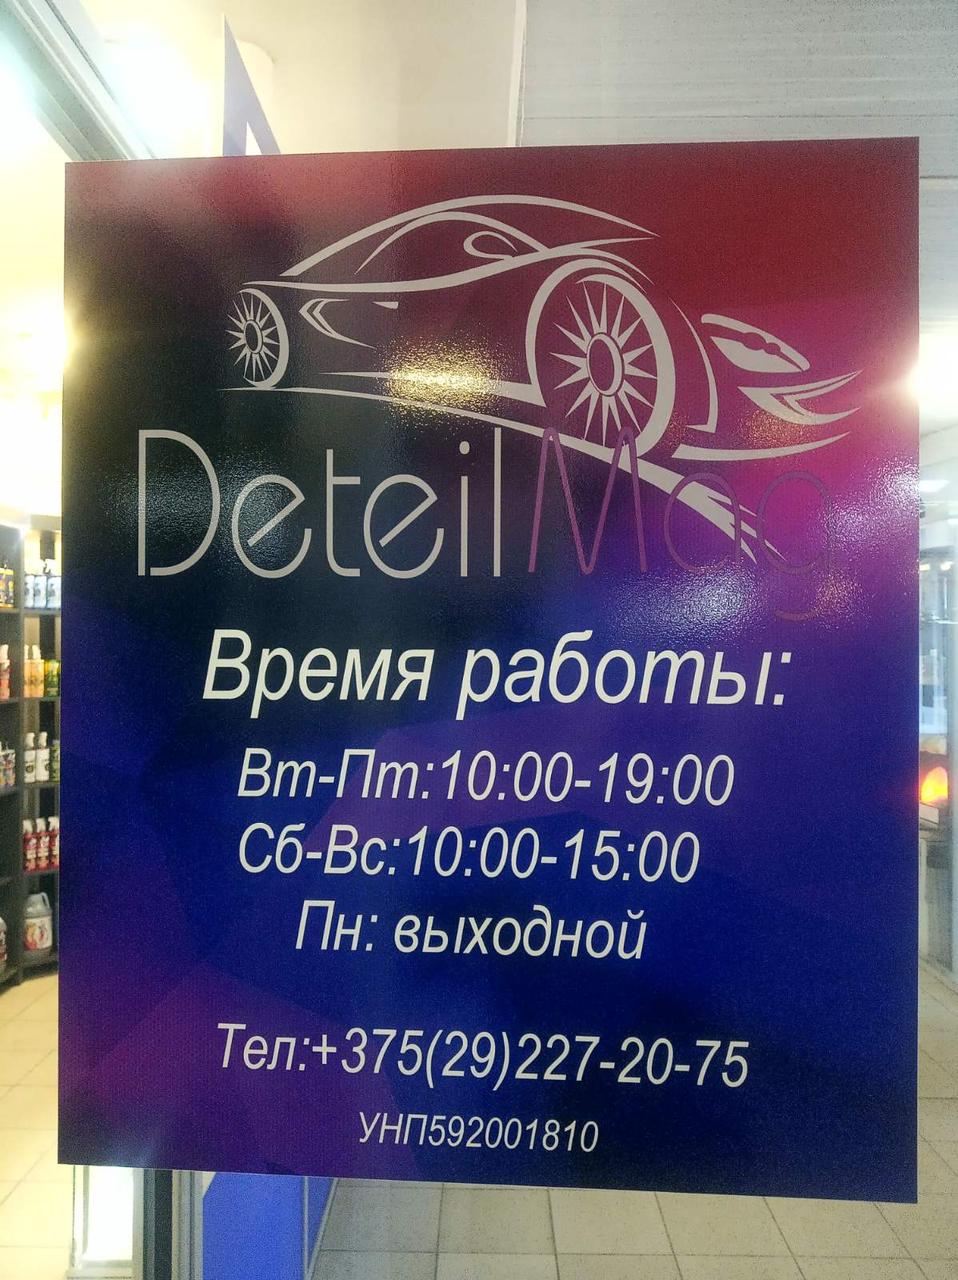 DeteilMag
Время работы:
Вт-Пт:10:00-19:00
Сб-Вс:10:00-15:00
Пн: выходной
Тел:+375(29)227-20-75
УНП592001810